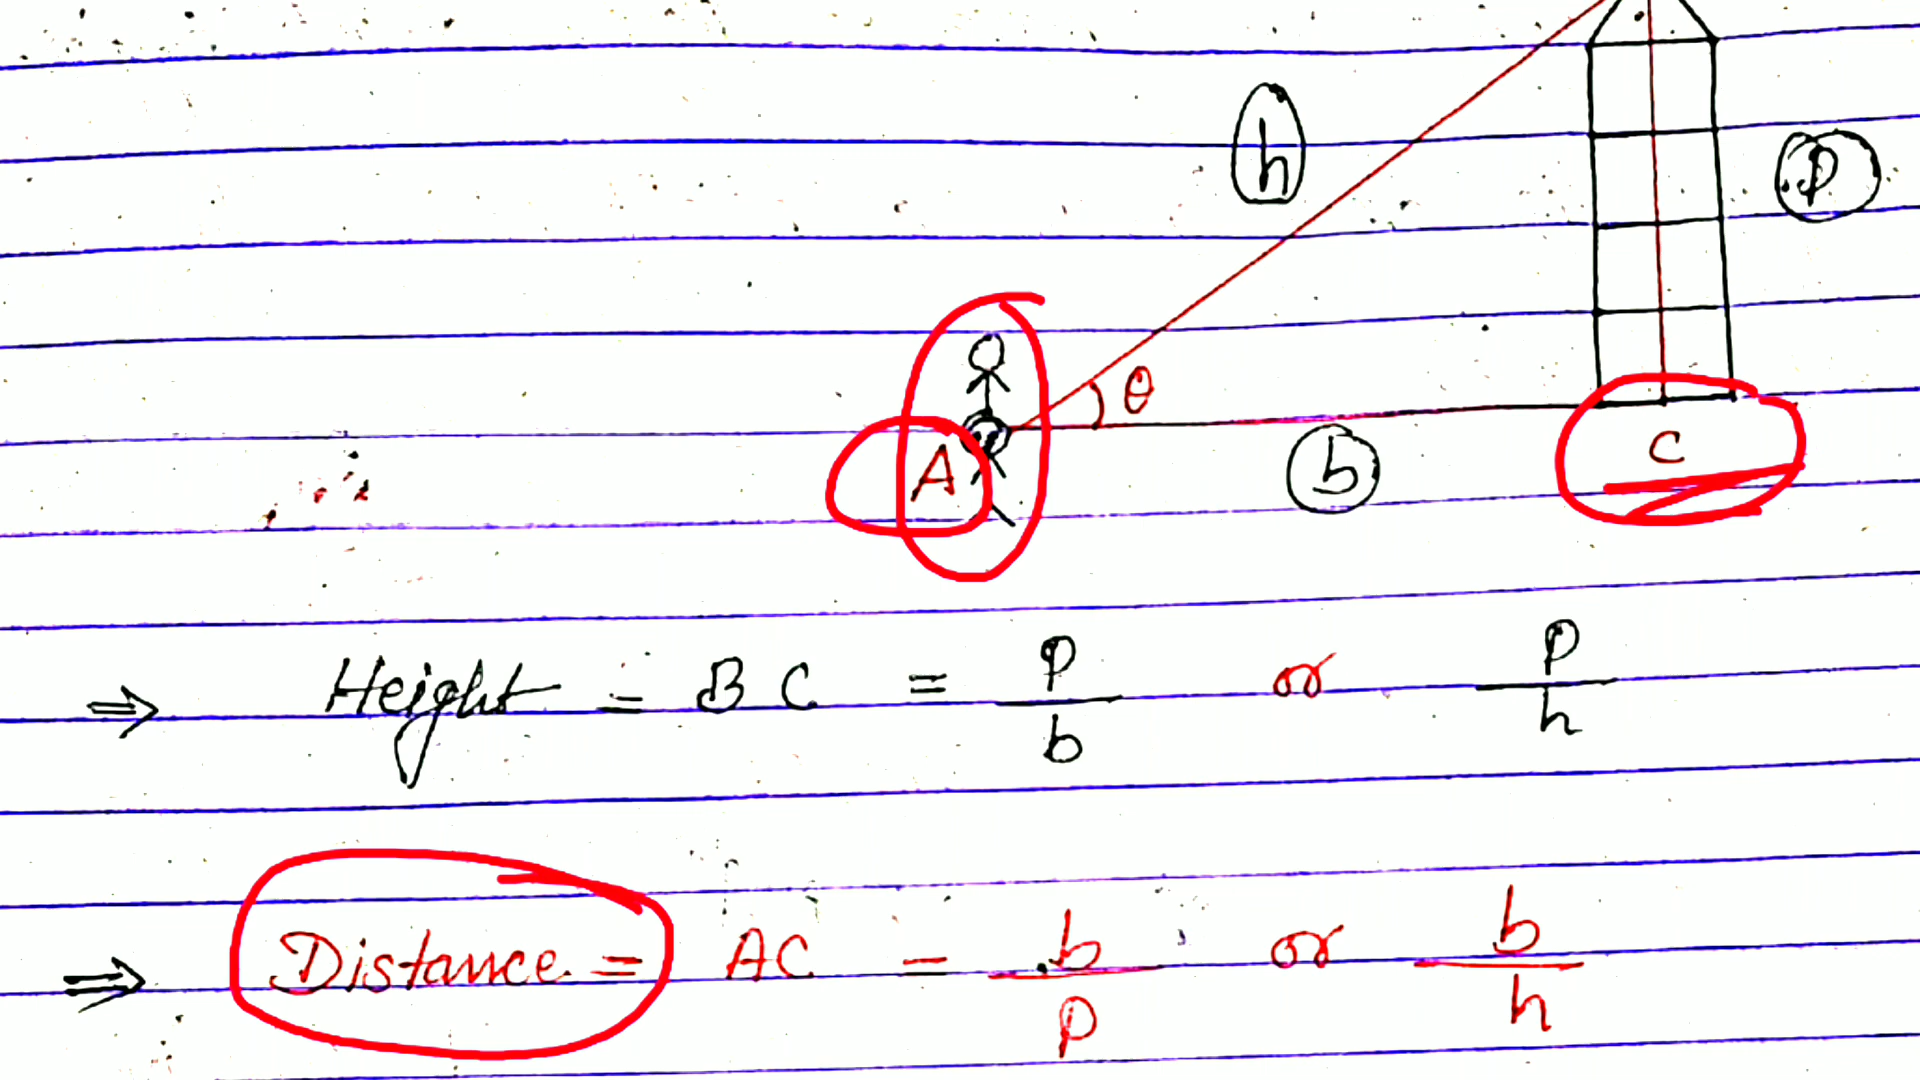 h
p
θ
A
b
C
⇒ Height = BC = p/b or p/h
⇒ Distance = AC = b/p or b/h